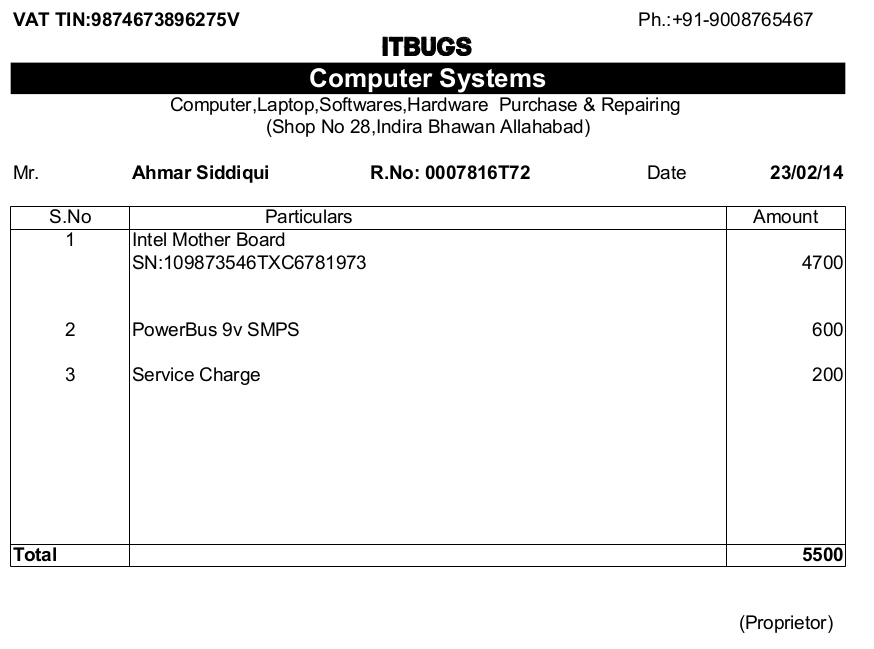 VAT TIN:9874673896275V Ph.:+91-9008765467
ITBUGS
Computer Systems
Computer,Laptop,Softwares,Hardware Purchase & Repairing
(Shop No 28,Indira Bhawan Allahabad)
Mr. Ahmar Siddiqui R.No: 0007816T72 Date 23/02/14
S.No Particulars Amount
1 Intel Mother Board
SN:109873546TXC6781973 4700
2 PowerBus 9v SMPS 600
3 Service Charge 200
Total 5500
(Proprietor)